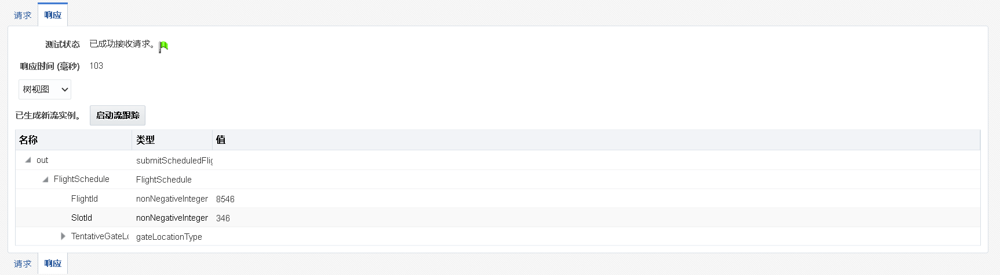 请求 响应
测试状态 已成功接收请求。
响应时间 (毫秒) 103
树视图
已生成新流实例。 启动流跟踪
名称 类型 值
out submitScheduledFlig
FlightSchedule FlightSchedule
FlightId nonNegativeInteger 8546
SlotId nonNegativeInteger 346
TentativeGateLo gateLocationType
请求 响应